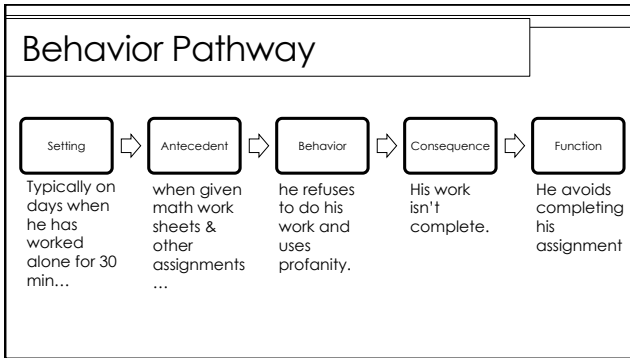 Behavior Pathway
Setting
Antecedent
Behavior
Consequence
Function
Typically on
days when
he has
worked
alone for 30
min…
when given
math work
sheets &
other
assignments
…
he refuses
to do his
work and
uses
profanity.
His work
isn't
complete.
He avoids
completing
his
assignment